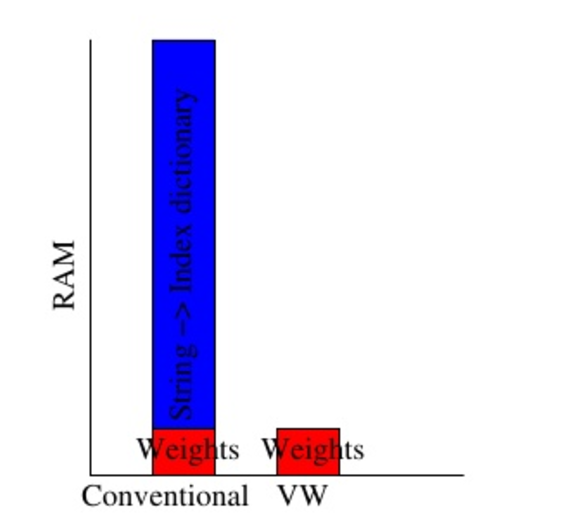 RAM
String –> Index dictionary
Weights
Weights
Conventional
VW